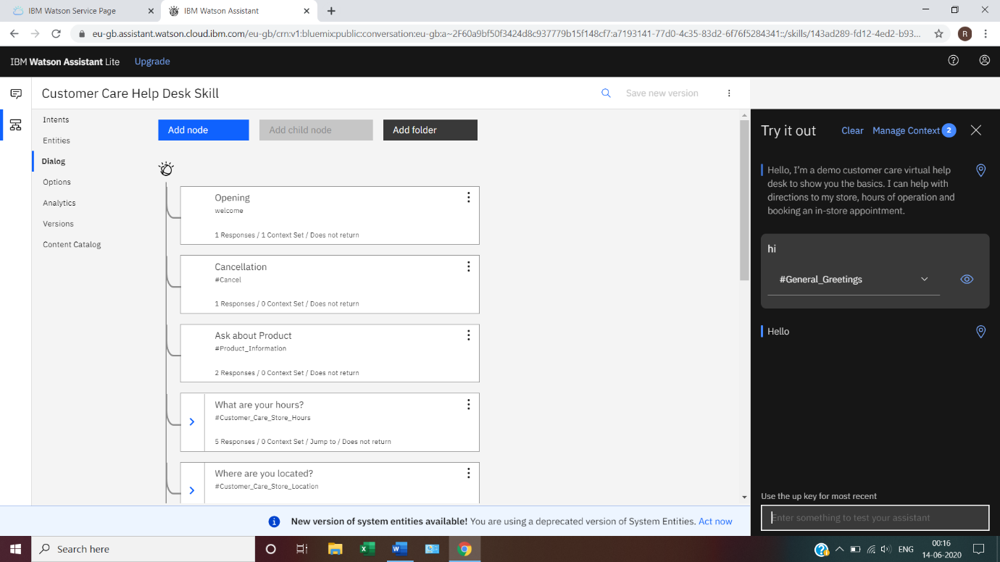 IBM Watson Service Page
IBM Watson Assistant
eu-gb.assistant.watson.cloud.ibm.com/eu-gb/crn:v1:bluemix:public:conversation:eu-gb:a~2F60a9bf50f3424d8c937779b15f148cf7:a7193141-77d0-4c35-83d2-6f76f5284341::/skills/143ad289-fd12-4ed2-b93...
R
IBM Watson Assistant Lite
Upgrade
Customer Care Help Desk Skill
Save new version
Intents
Entities
Dialog
Options
Analytics
Versions
Content Catalog
Add node
Add child node
Add folder
Opening
welcome
1 Responses / 1 Context Set / Does not return
Cancellation
#Cancel
1 Responses / 0 Context Set / Does not return
Ask about Product
#Product_Information
2 Responses / 0 Context Set / Does not return
What are your hours?
#Customer_Care_Store_Hours
5 Responses / 0 Context Set / Jump to / Does not return
Where are you located?
#Customer_Care_Store_Location
New version of system entities available! You are using a deprecated version of System Entities. Act now
Try it out
Clear
Manage Context 2
Hello, I'm a demo customer care virtual help
desk to show you the basics. I can help with
directions to my store, hours of operation and
booking an in-store appointment.
hi
#General_Greetings
Hello
Use the up key for most recent
Enter something to test your assistant
Search here
ENG
00:16
14-06-2020